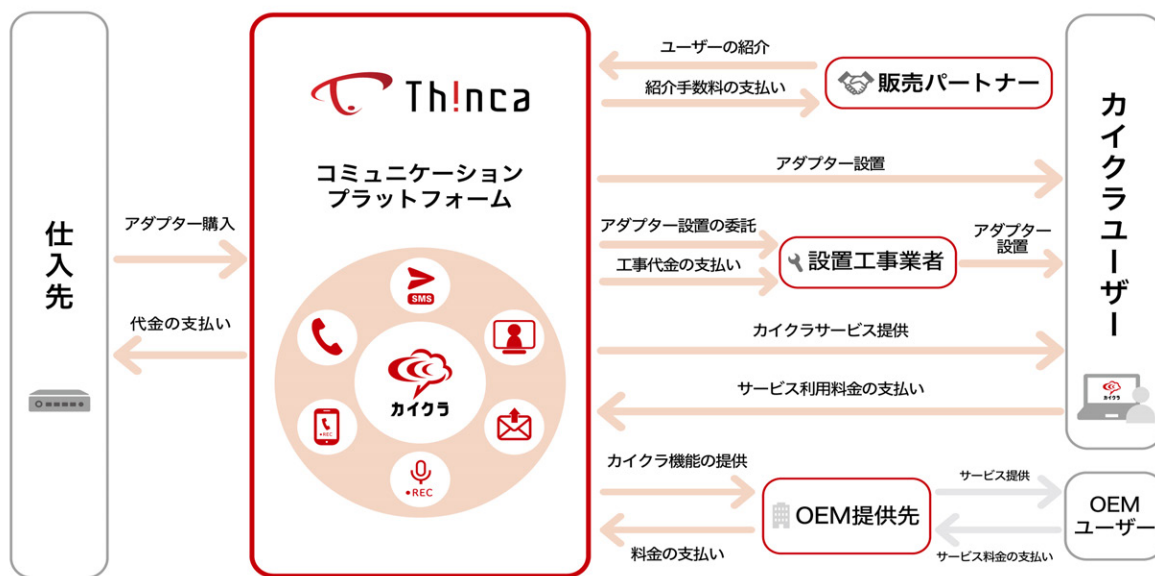 仕入先
アダプター購入
代金の支払い
Th!nca
コミュニケーション
プラットフォーム
SMS
カイクラ
•REC
•REC
ユーザーの紹介
紹介手数料の支払い
販売パートナー
アダプター設置
アダプター設置の委託
工事代金の支払い
設置工事業者
アダプター
設置
カイクラサービス提供
サービス利用料金の支払い
カイクラユーザー
カイクラ
カイクラ機能の提供
料金の支払い
OEM提供先
サービス提供
サービス料金の支払い
OEM
ユーザー